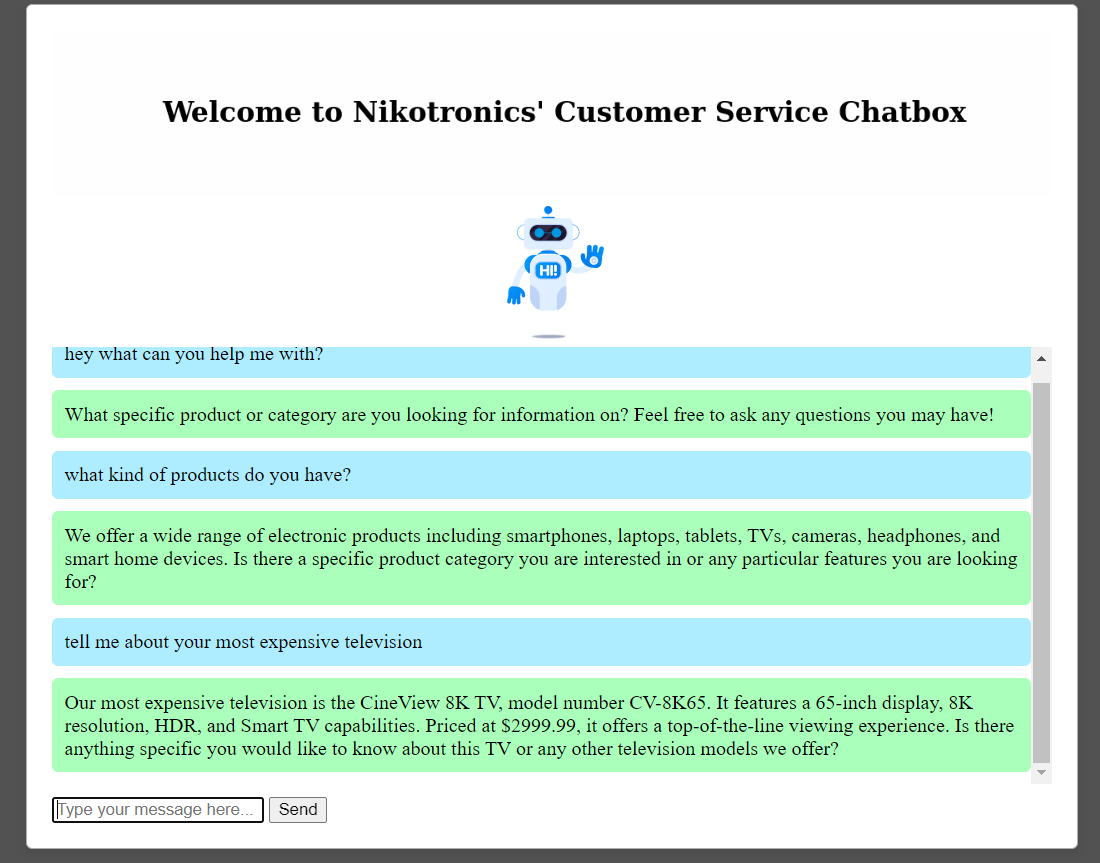 Welcome to Nikotronics' Customer Service Chatbox
HI!
hey what can you help me with?
What specific product or category are you looking for information on? Feel free to ask any questions you may have!
what kind of products do you have?
We offer a wide range of electronic products including smartphones, laptops, tablets, TVs, cameras, headphones, and
smart home devices. Is there a specific product category you are interested in or any particular features you are looking
for?
tell me about your most expensive television
Our most expensive television is the CineView 8K TV, model number CV-8K65. It features a 65-inch display, 8K
resolution, HDR, and Smart TV capabilities. Priced at $2999.99, it offers a top-of-the-line viewing experience. Is there
anything specific you would like to know about this TV or any other television models we offer?
Type your message here... Send